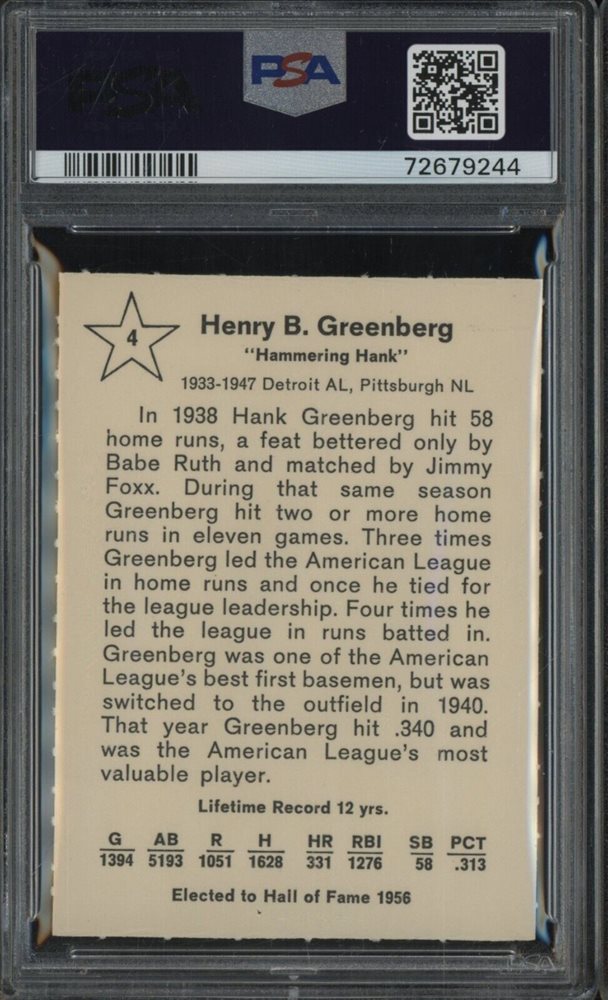 PSA
PSA
72679244
4
Henry B. Greenberg
"Hammering Hank"
1933-1947 Detroit AL, Pittsburgh NL
In 1938 Hank Greenberg hit 58
home runs, a feat bettered only by
Babe Ruth and matched by Jimmy
Foxx. During that same season
Greenberg hit two or more home
runs in eleven games. Three times
Greenberg led the American League
in home runs and once he tied for
the league leadership. Four times he
led the league in runs batted in.
Greenberg was one of the American
League's best first basemen, but was
switched to the outfield in 1940.
That year Greenberg hit .340 and
was the American League's most
valuable player.
Lifetime Record 12 yrs.
G AB R H HR RBI SB PCT
1394 5193 1051 1628 331 1276 58 .313
Elected to Hall of Fame 1956
PSA